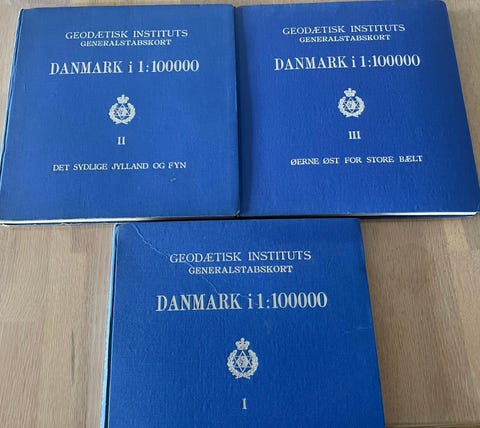 GEODÆTISK INSTITUTS
GENERALSTABSKORT
DANMARK i 1:100000
II
DET SYDLIGE JYLLAND OG FYN
GEODÆTISK INSTITUTS
GENERALSTABSKORT
DANMARK i 1:100000
III
ØERNE ØST FOR STORE BÆLT
GEODÆTISK INSTITUTS
GENERALSTABSKORT
DANMARK i 1:100000
I